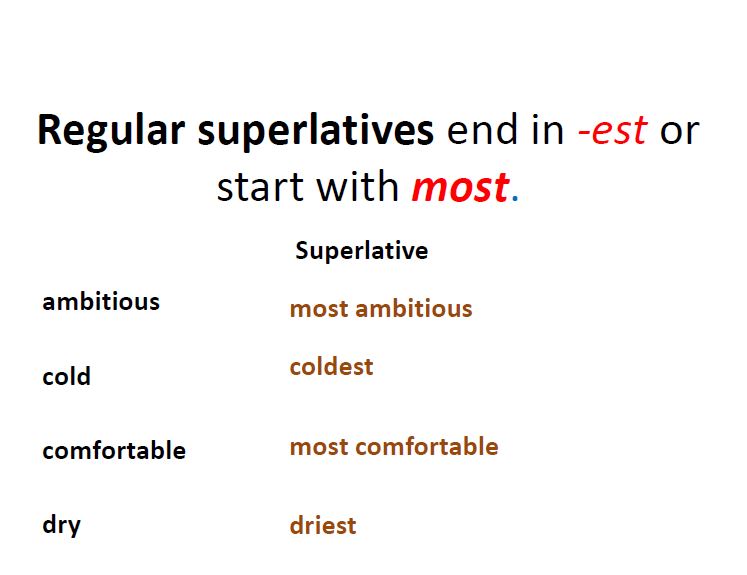 Regular superlatives end in -est or
start with most.
Superlative
ambitious most ambitious
cold coldest
comfortable most comfortable
dry driest